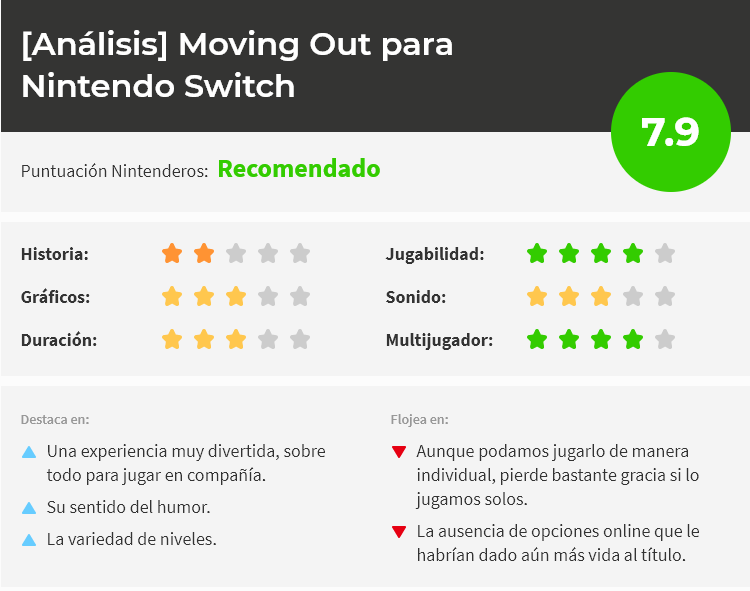 [Análisis] Moving Out para
Nintendo Switch
7.9
Puntuación Nintenderos: Recomendado
Historia:
Jugabilidad:
Gráficos:
Sonido:
Duración:
Multijugador:
Destaca en:
Una experiencia muy divertida, sobre
todo para jugar en compañía.
Su sentido del humor.
La variedad de niveles.
Flojea en:
Aunque podamos jugarlo de manera
individual, pierde bastante gracia si lo
jugamos solos.
La ausencia de opciones online que le
habrían dado aún más vida al título.